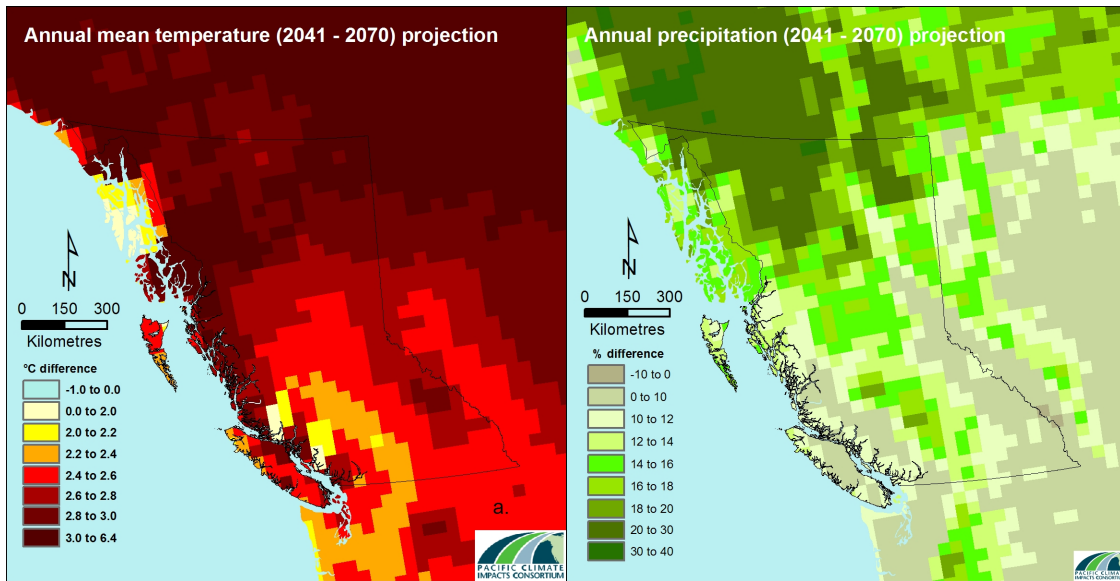 Annual mean temperature (2041 - 2070) projection
N
0 150 300
Kilometres
°C difference
-1.0 to 0.0
0.0 to 2.0
2.0 to 2.2
2.2 to 2.4
2.4 to 2.6
2.6 to 2.8
2.8 to 3.0
3.0 to 6.4
a.
PACIFIC CLIMATE
IMPACTS CONSORTIUM
Annual precipitation (2041 - 2070) projection
N
0 150 300
Kilometres
% difference
-10 to 0
0 to 10
10 to 12
12 to 14
14 to 16
16 to 18
18 to 20
20 to 30
30 to 40
PACIFIC CLIMATE
IMPACTS CONSORTIUM